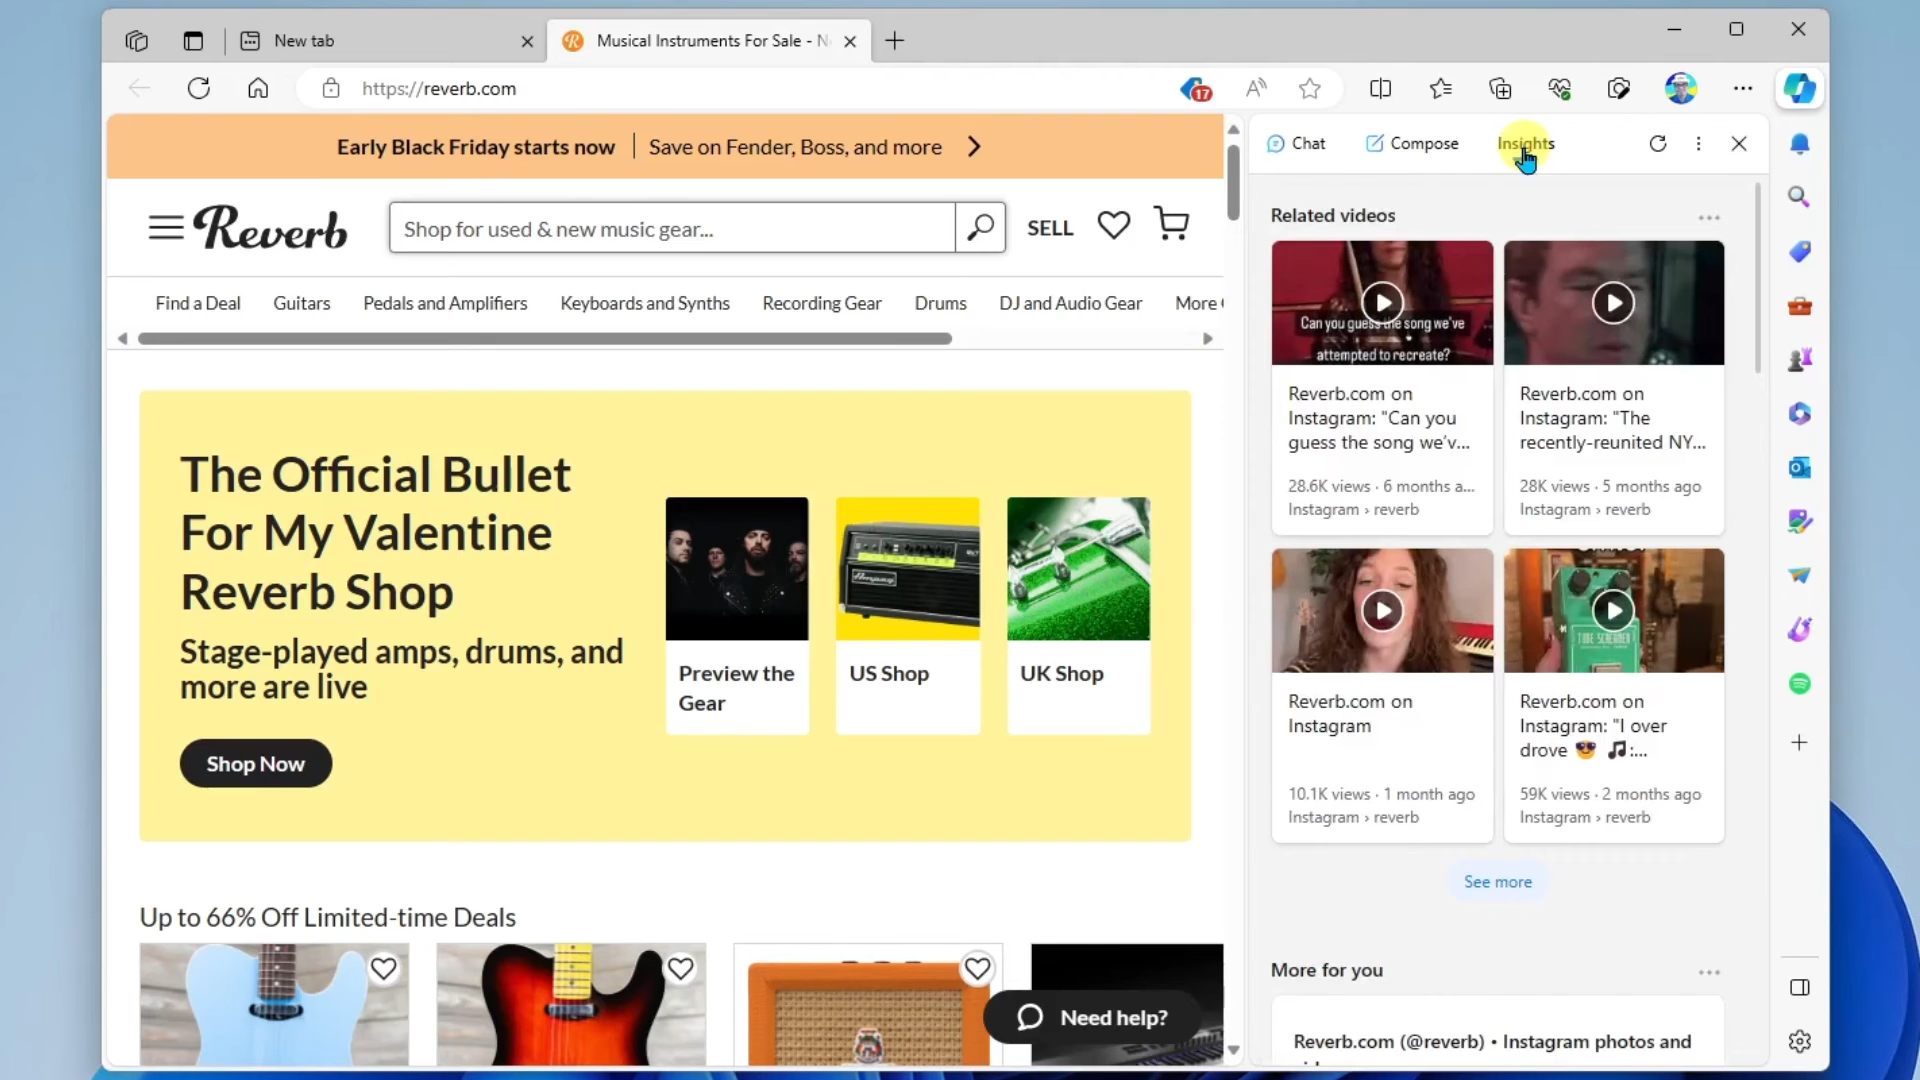 New tab
Musical Instruments For Sale - N
https://reverb.com
17
Early Black Friday starts now
Save on Fender, Boss, and more
Reverb
Shop for used & new music gear...
SELL
Find a Deal
Guitars
Pedals and Amplifiers
Keyboards and Synths
Recording Gear
Drums
DJ and Audio Gear
More
The Official Bullet
For My Valentine
Reverb Shop
Stage-played amps, drums, and
more are live
Shop Now
Ampeg
Preview the
Gear
US Shop
UK Shop
Up to 66% Off Limited-time Deals
Need help?
Chat
Compose
Insights
Related videos
Can you guess the song we've
attempted to recreate?
Reverb.com on
Instagram: "Can you
guess the song we'v...
28.6K views · 6 months a...
Instagram › reverb
Reverb.com on
Instagram: "The
recently-reunited NY...
28K views · 5 months ago
Instagram › reverb
Reverb.com on
Instagram
10.1K views · 1 month ago
Instagram › reverb
TUBE SCREAMER
Reverb.com on
Instagram: "I over
drove 😎 🎵:...
59K views · 2 months ago
Instagram › reverb
See more
More for you
Reverb.com (@reverb) • Instagram photos and